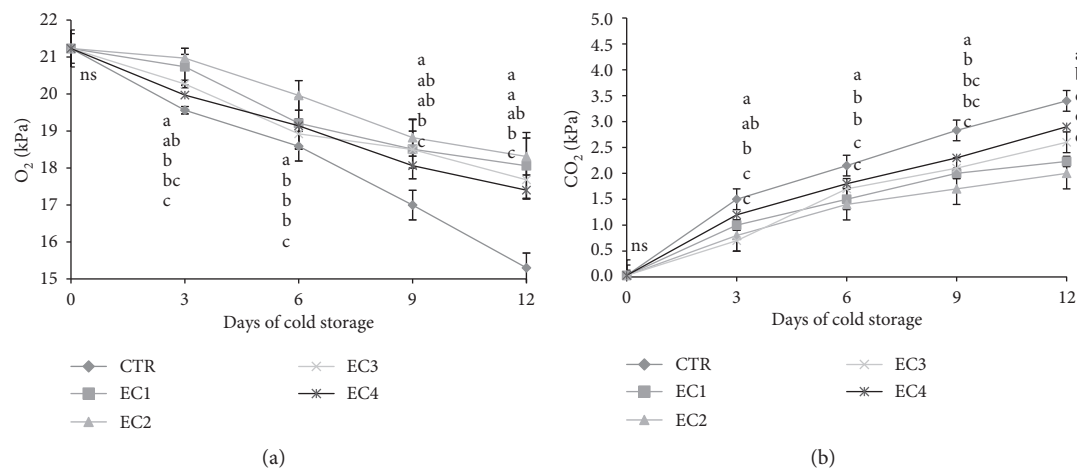 22
21
20
19
18
17
16
15
O2 (kPa)
ns
a
ab
b
bc
c
a
b
b
b
c
a
ab
ab
b
c
a
a
ab
b
c
0 3 6 9 12
Days of cold storage
CTR
EC1
EC2
EC3
EC4
(a)
5.0
4.5
4.0
3.5
3.0
2.5
2.0
1.5
1.0
0.5
0.0
CO2 (kPa)
ns
a
ab
b
c
c
a
b
b
c
c
a
b
bc
bc
c
a
b
0 3 6 9 12
Days of cold storage
CTR
EC1
EC2
EC3
EC4
(b)